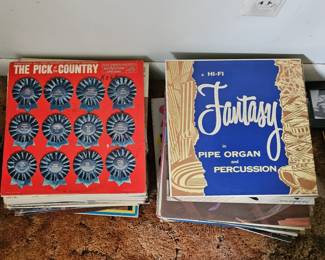 THE PICK OF THE COUNTRY
A HI-FI
Fantasy
in
PIPE ORGAN
and
PERCUSSION